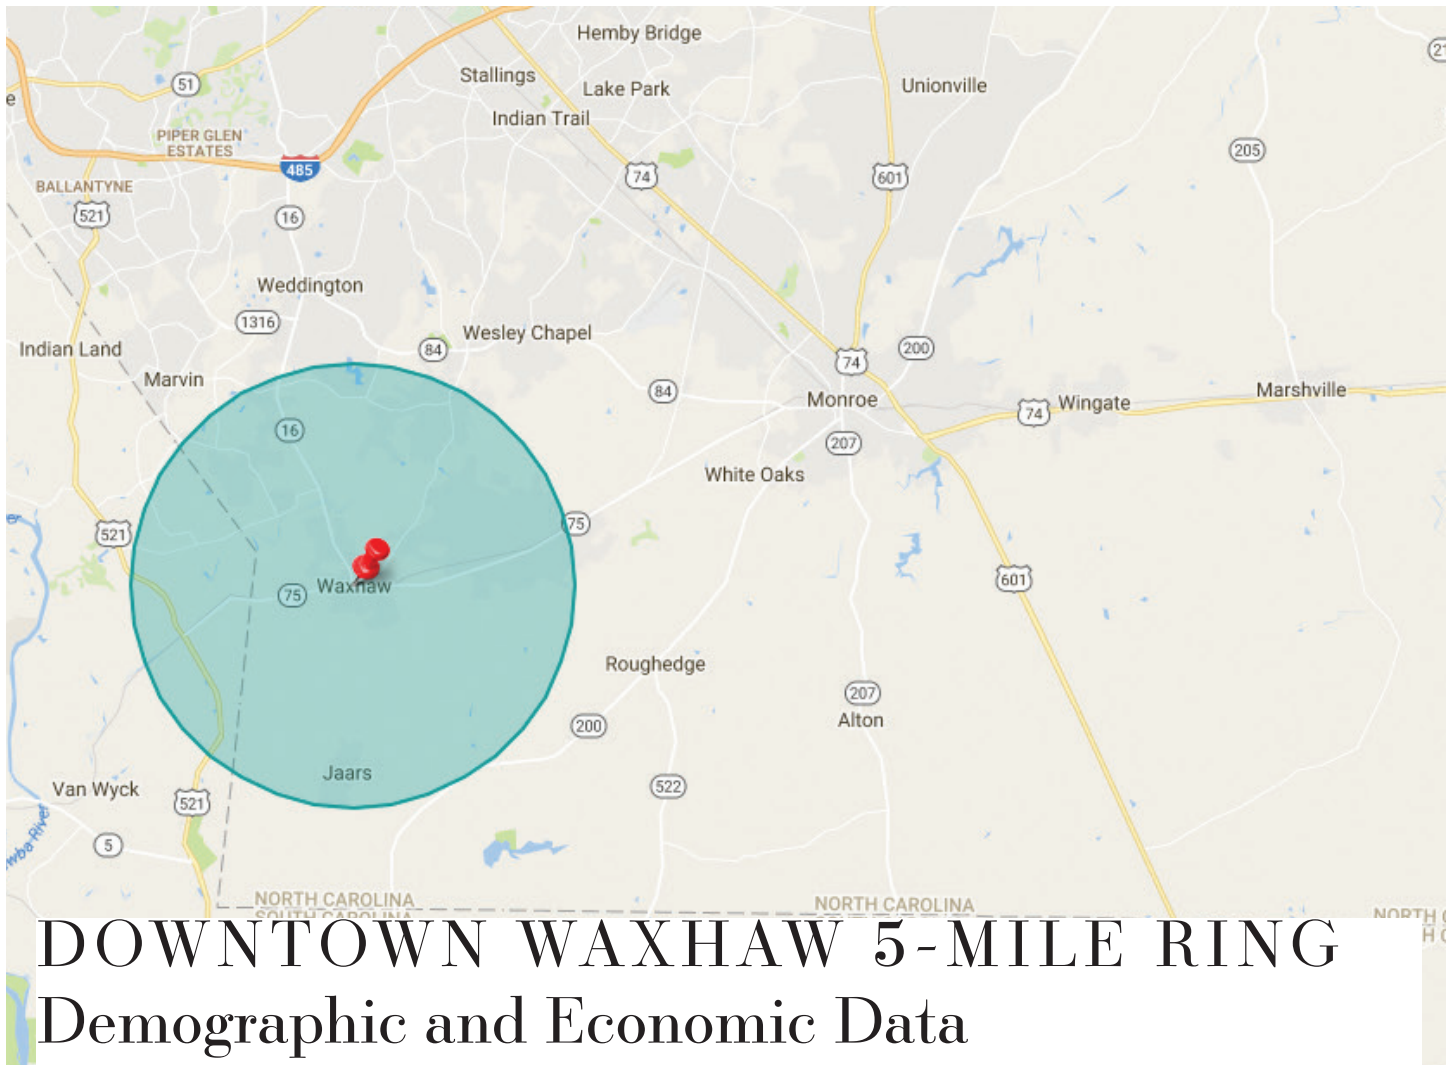 Hemby Bridge
Stallings
Lake Park
Unionville
51
Indian Trail
PIPER GLEN
ESTATES
205
485
74
601
BALLANTYNE
521
16
Weddington
1316
Wesley Chapel
Indian Land
84
200
74
Marvin
84
Marshville
Monroe
74
Wingate
16
207
White Oaks
75
521
601
Waxhaw
75
Roughedge
207
Alton
200
Jaars
522
Van Wyck
521
5
NORTH CAROLINA
SOUTH CAROLINA
NORTH CAROLINA
DOWNTOWN WAXHAW 5-MILE RING
Demographic and Economic Data